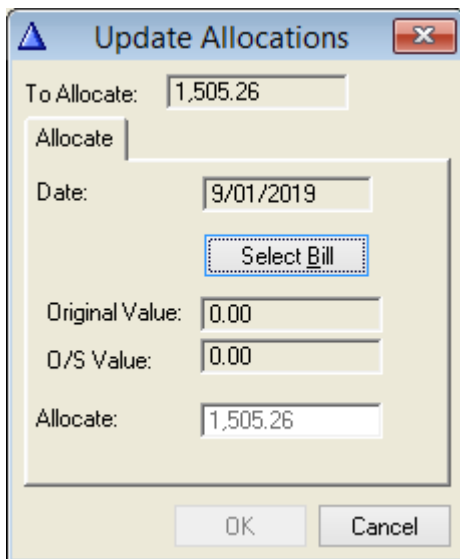 Update Allocations
To Allocate: 1,505.26
Allocate
Date: 9/01/2019
Select Bill
Original Value: 0.00
O/S Value: 0.00
Allocate: 1,505.26
OK Cancel